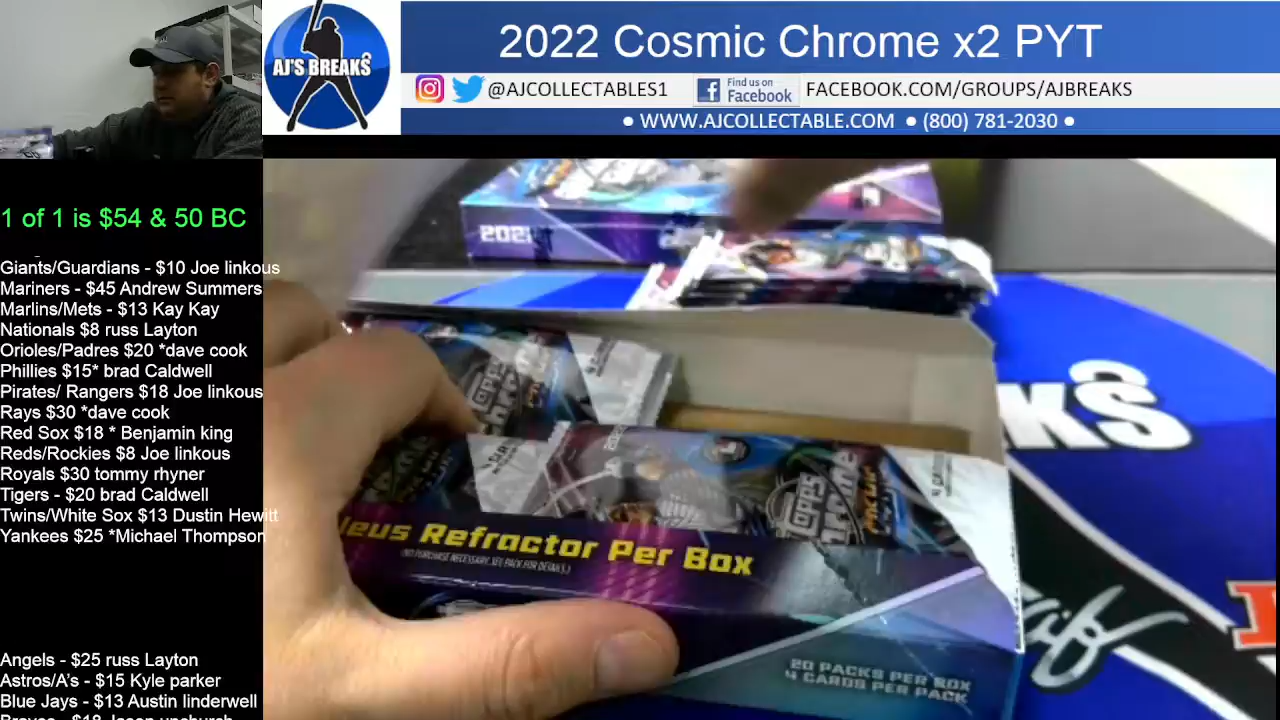 2022 Cosmic Chrome x2 PYT
AJ'S BREAKS
@AJCOLLECTABLES1
Find us on
Facebook
FACEBOOK.COM/GROUPS/AJBREAKS
● WWW.AJCOLLECTABLE.COM ● (800) 781-2030 ●
1 of 1 is $54 & 50 BC
Giants/Guardians - $10 Joe linkous
Mariners - $45 Andrew Summers
Marlins/Mets - $13 Kay Kay
Nationals $8 russ Layton
Orioles/Padres $20 *dave cook
Phillies $15* brad Caldwell
Pirates/ Rangers $18 Joe linkous
Rays $30 *dave cook
Red Sox $18 * Benjamin king
Reds/Rockies $8 Joe linkous
Royals $30 tommy rhyner
Tigers - $20 brad Caldwell
Twins/White Sox $13 Dustin Hewitt
Yankees $25 *Michael Thompson
Angels - $25 russ Layton
Astros/A's - $15 Kyle parker
Blue Jays - $13 Austin linderwell
Topps
Chrome
Topps
Chrome
leus Refractor Per Box
20 PACKS PER BOX
4 CARDS PER PACK
KS